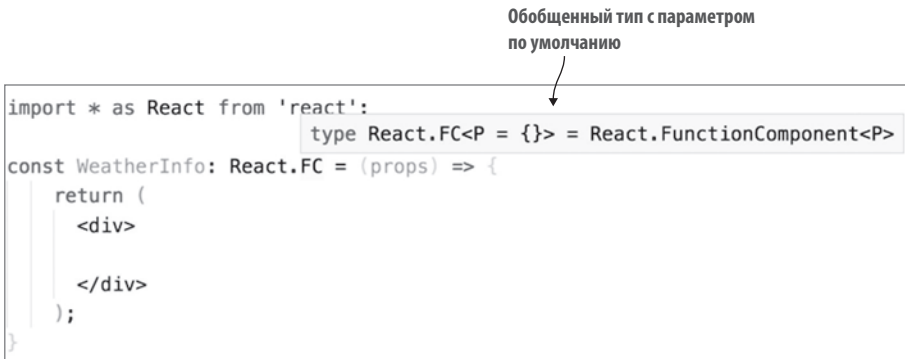 Обобщенный тип с параметром
по умолчанию
import * as React from 'react';
type React.FC<P = {}> = React.FunctionComponent<P>
const WeatherInfo: React.FC = (props) => {
return (
<div>
</div>
);
}